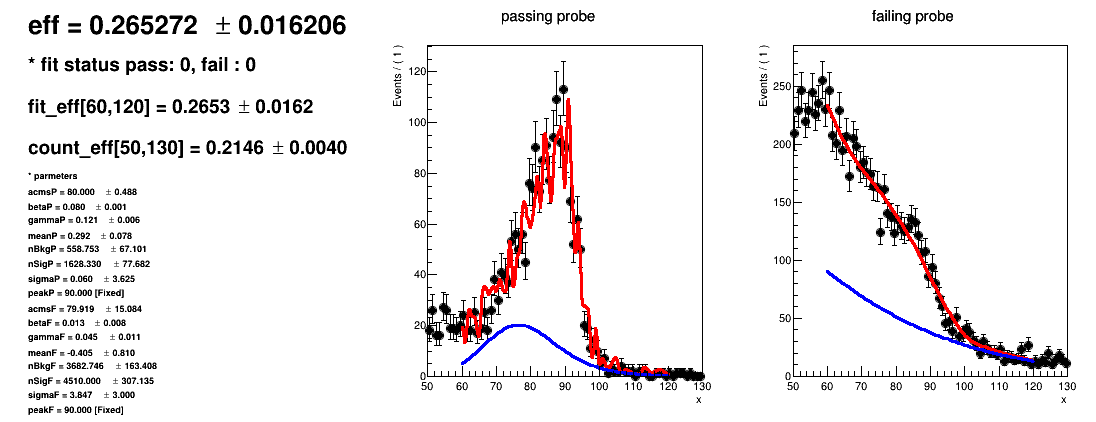 eff = 0.265272 ± 0.016206
* fit status pass: 0, fail : 0
fit_eff[60,120] = 0.2653 ± 0.0162
count_eff[50,130] = 0.2146 ± 0.0040
* parmeters
acmsP = 80.000 ± 0.488
betaP = 0.080 ± 0.001
gammaP = 0.121 ± 0.006
meanP = 0.292 ± 0.078
nBkgP = 558.753 ± 67.101
nSigP = 1628.330 ± 77.682
sigmaP = 0.060 ± 3.625
peakP = 90.000 [Fixed]
acmsF = 79.919 ± 15.084
betaF = 0.013 ± 0.008
gammaF = 0.045 ± 0.011
meanF = -0.405 ± 0.810
nBkgF = 3682.746 ± 163.408
nSigF = 4510.000 ± 307.135
sigmaF = 3.847 ± 3.000
peakF = 90.000 [Fixed]
passing probe
Events / ( 1 )
120
100
80
60
40
20
0
50 60 70 80 90 100 110 120 130
x
failing probe
Events / ( 1 )
250
200
150
100
50
0
50 60 70 80 90 100 110 120 130
x